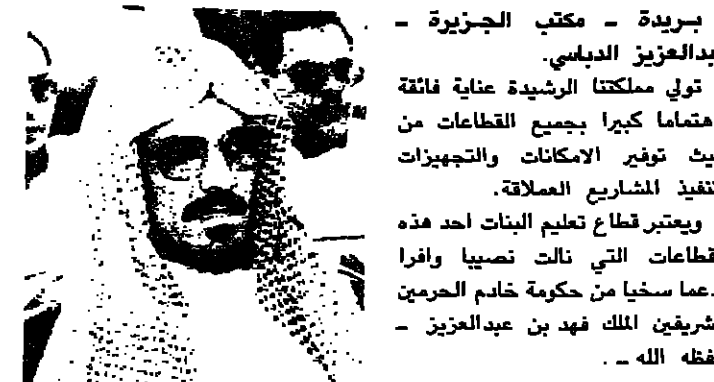 بـريدة ـ مكتب الجـزيرة ـ
بدالعزيز الدباسي.
تولي مملكتنا الرشيدة عناية فائقة
هتماما كبيرا بجميع القطاعات من
يث توفير الامكانات والتجهيزات
تنفيذ المشاريع العملاقة.
ويعتبر قطاع تعليم البنات احد هذه
قطاعات التي نالت نصيبا وافرا
دعما سخيا من حكومة خادم الحرمين
شريفين الملك فهد بن عبدالعزيز ـ
فظه الله ـ .